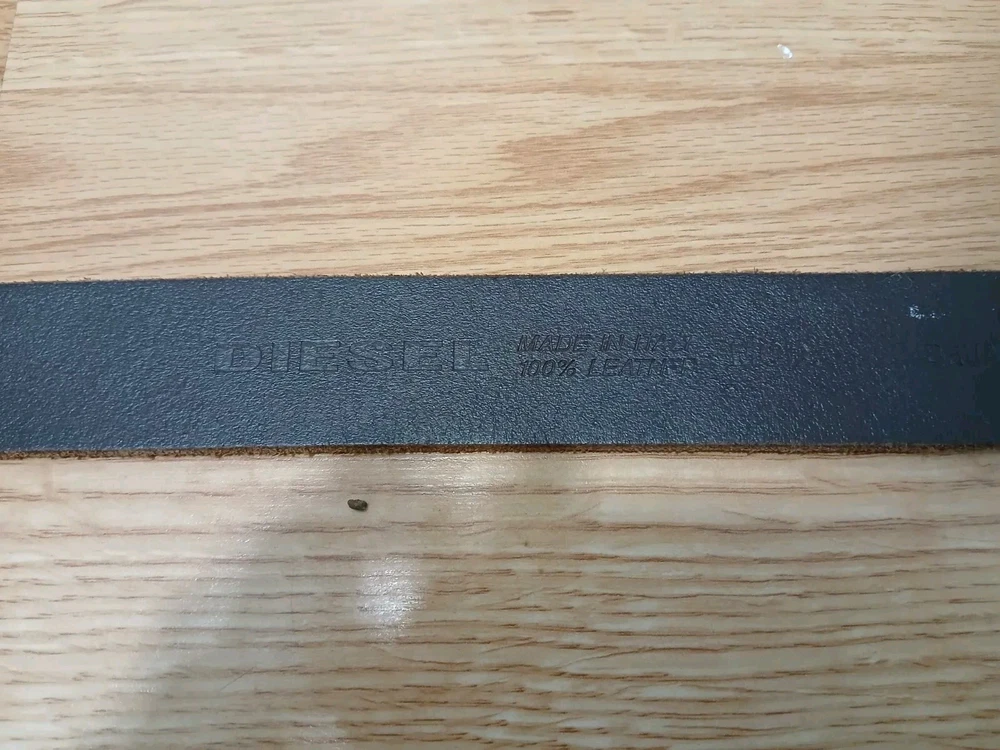 DIESEL
MADE IN ITALY
100% LEATHER